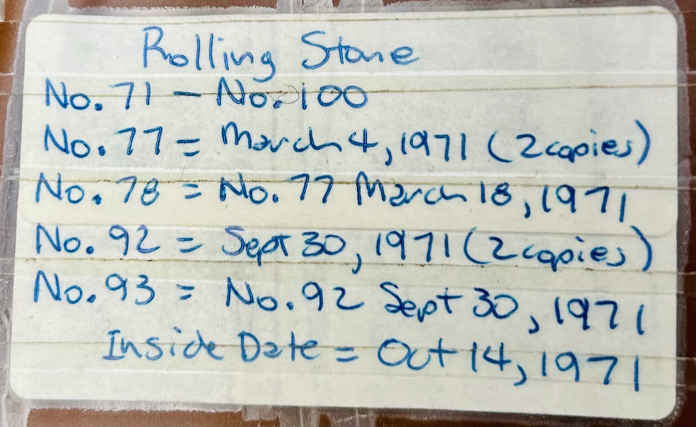 Rolling Stone
No. 71 - No. 100
No. 77 = March 4, 1971 (2 copies)
No. 78 = No. 77 March 18, 1971
No. 92 = Sept 30, 1971 (2 copies)
No. 93 = No. 92 Sept 30, 1971
Inside Date = Oct 14, 1971